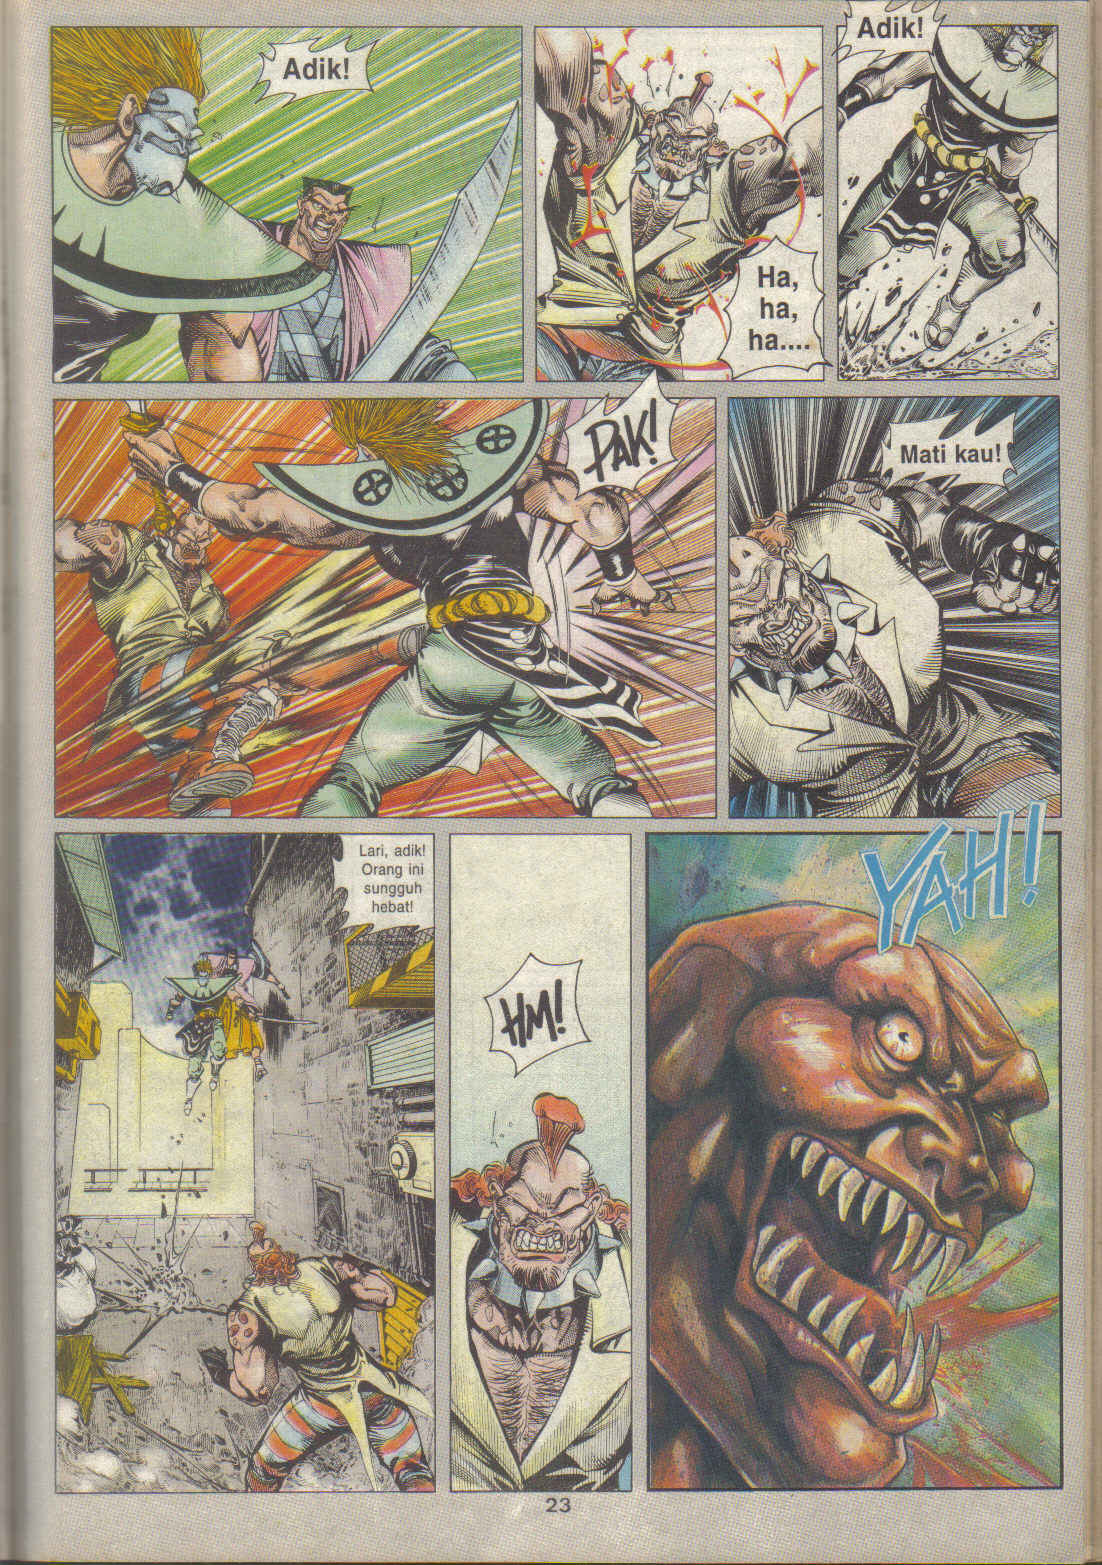 Adik!
Ha,
ha,
ha....
Adik!
PAK!
Mati kau!
Lari, adik!
Orang ini
sungguh
hebat!
HM!
YAH!
23